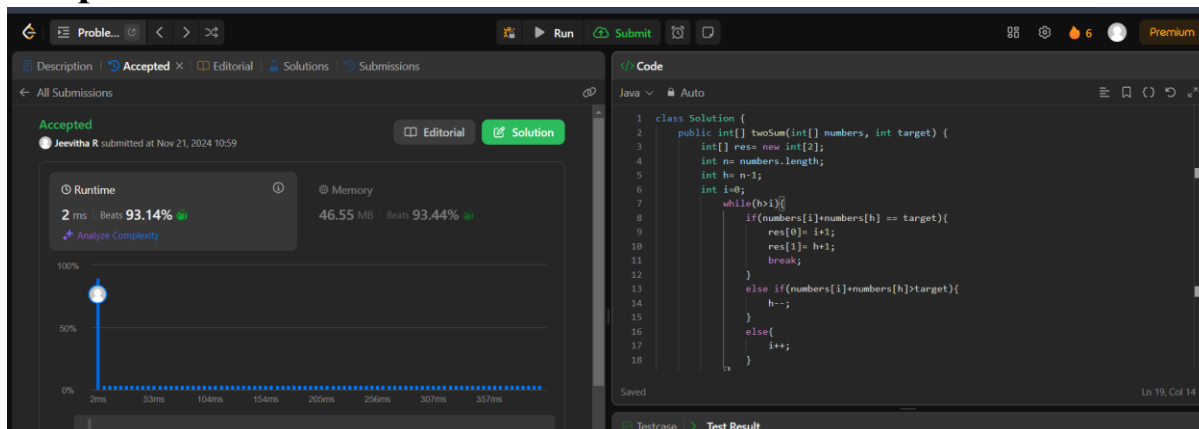 Proble...
Run
Submit
6
Premium
Description
Accepted
Editorial
Solutions
Submissions
All Submissions
Accepted
Jeevitha R submitted at Nov 21, 2024 10:59
Editorial
Solution
Runtime
2 ms Beats 93.14%
Analyze Complexity
Memory
46.55 MB Beats 93.44%
100%
50%
0%
2ms 53ms 104ms 154ms 205ms 256ms 307ms 357ms
</> Code
Java Auto
1 class Solution {
2 public int[] twoSum(int[] numbers, int target) {
3 int[] res= new int[2];
4 int n= numbers.length;
5 int h= n-1;
6 int i=0;
7 while(h>i){
8 if(numbers[i]+numbers[h] == target){
9 res[0]= i+1;
10 res[1]= h+1;
11 break;
12 }
13 else if(numbers[i]+numbers[h]>target){
14 h--;
15 }
16 else{
17 i++;
18 }
Saved
Ln 19, Col 14
Testcase
Test Result